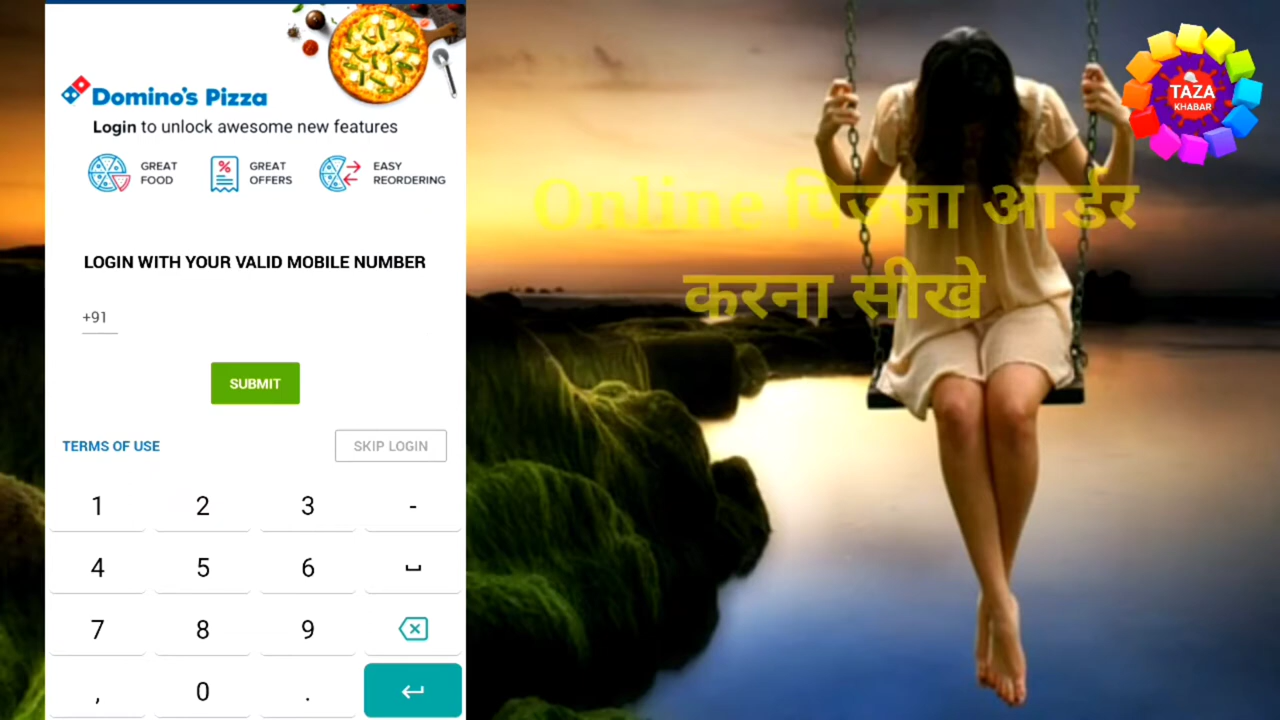 Domino's Pizza
Login to unlock awesome new features
GREAT
FOOD
GREAT
OFFERS
EASY
REORDERING
LOGIN WITH YOUR VALID MOBILE NUMBER
+91
SUBMIT
TERMS OF USE
SKIP LOGIN
1 2 3 -
4 5 6
7 8 9
, 0 .
Online पिज्जा आर्डर
करना सीखे
TAZA
KHABAR